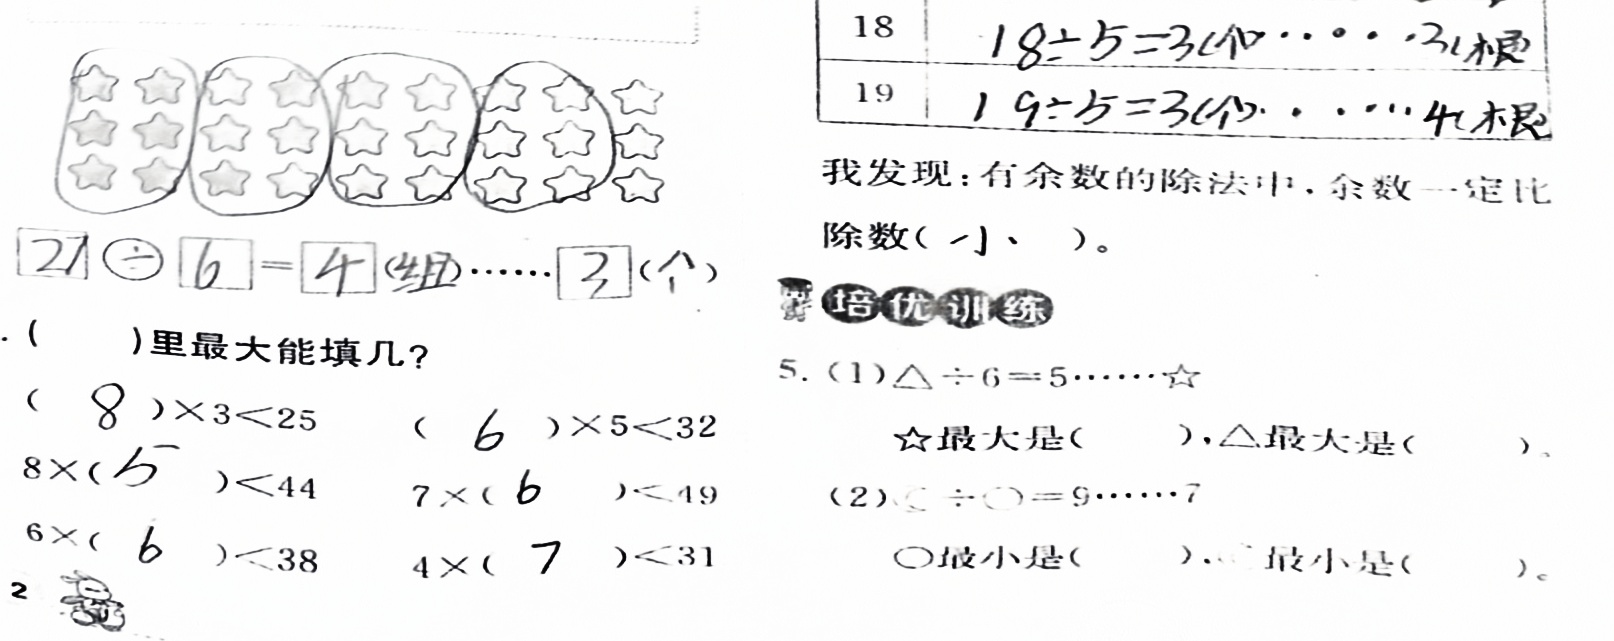 21÷6=4(组)……3(个)
.( )里最大能填几?
( 8 )×3<25 ( 6 )×5<32
8×( 5 )<44 7×( 6 )<49
6×( 6 )<38 4×( 7 )<31
2
18 18÷5=3(个)……3(根)
19 19÷5=3(个)……4(根)
我发现:有余数的除法中,余数一定比
除数( 小、 )。
培优训练
5.(1)△÷6=5……☆
☆最大是( ),△最大是( )。
(2) ÷○=9……7
○最小是( ), 最小是( )。